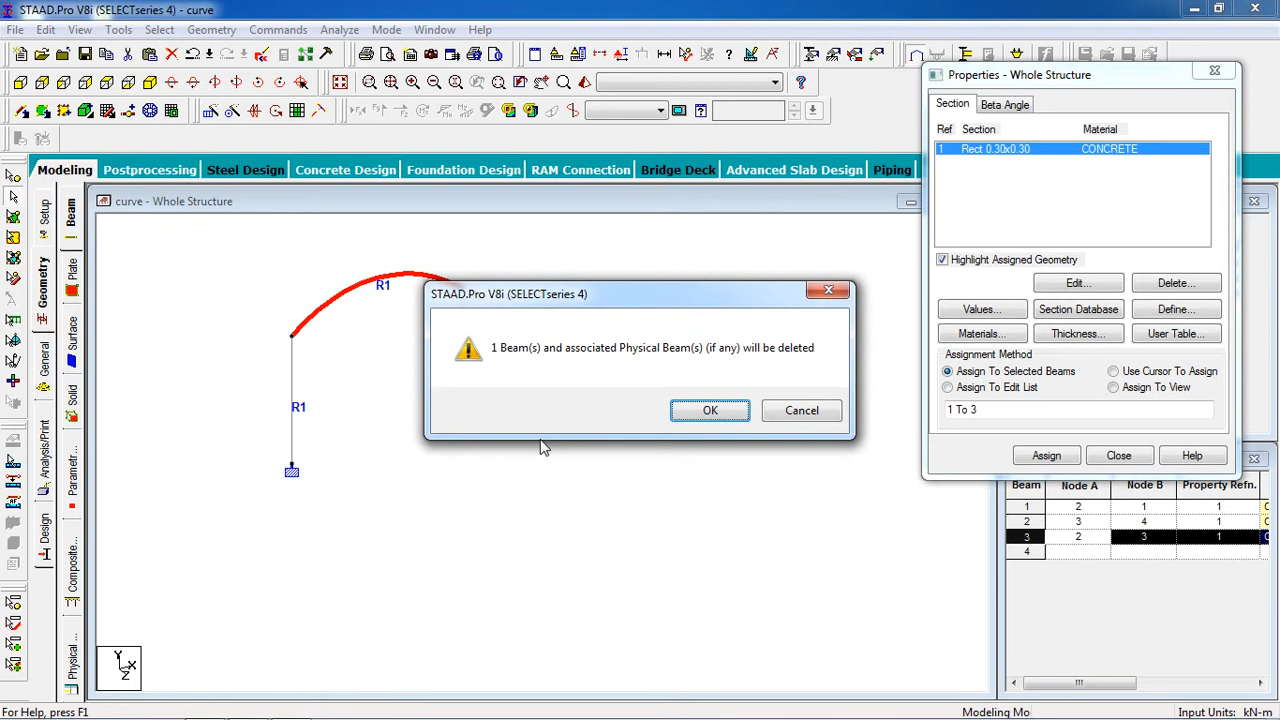 STAAD.Pro V8i (SELECTseries 4) - curve
File Edit View Tools Select Geometry Commands Analyze Mode Window Help
Modeling Postprocessing Steel Design Concrete Design Foundation Design RAM Connection Bridge Deck Advanced Slab Design Piping
curve - Whole Structure
Setup
Geometry
General
Analysis/Print
Design
Beam
Plate
Surface
Solid
Parametr...
Composite...
Physical ...
R1
R1
Y
X
Z
STAAD.Pro V8i (SELECTseries 4)
1 Beam(s) and associated Physical Beam(s) (if any) will be deleted
OK Cancel
Properties - Whole Structure
Section Beta Angle
Ref Section Material
1 Rect 0.30x0.30 CONCRETE
Highlight Assigned Geometry
Edit... Delete...
Values... Section Database Define...
Materials... Thickness... User Table...
Assignment Method
Assign To Selected Beams Use Cursor To Assign
Assign To Edit List Assign To View
1 To 3
Assign Close Help
Beam Node A Node B Property Refn.
1 2 1 1
2 3 4 1
3 2 3 1
4
For Help, press F1
Modeling Mo
Input Units: kN-m